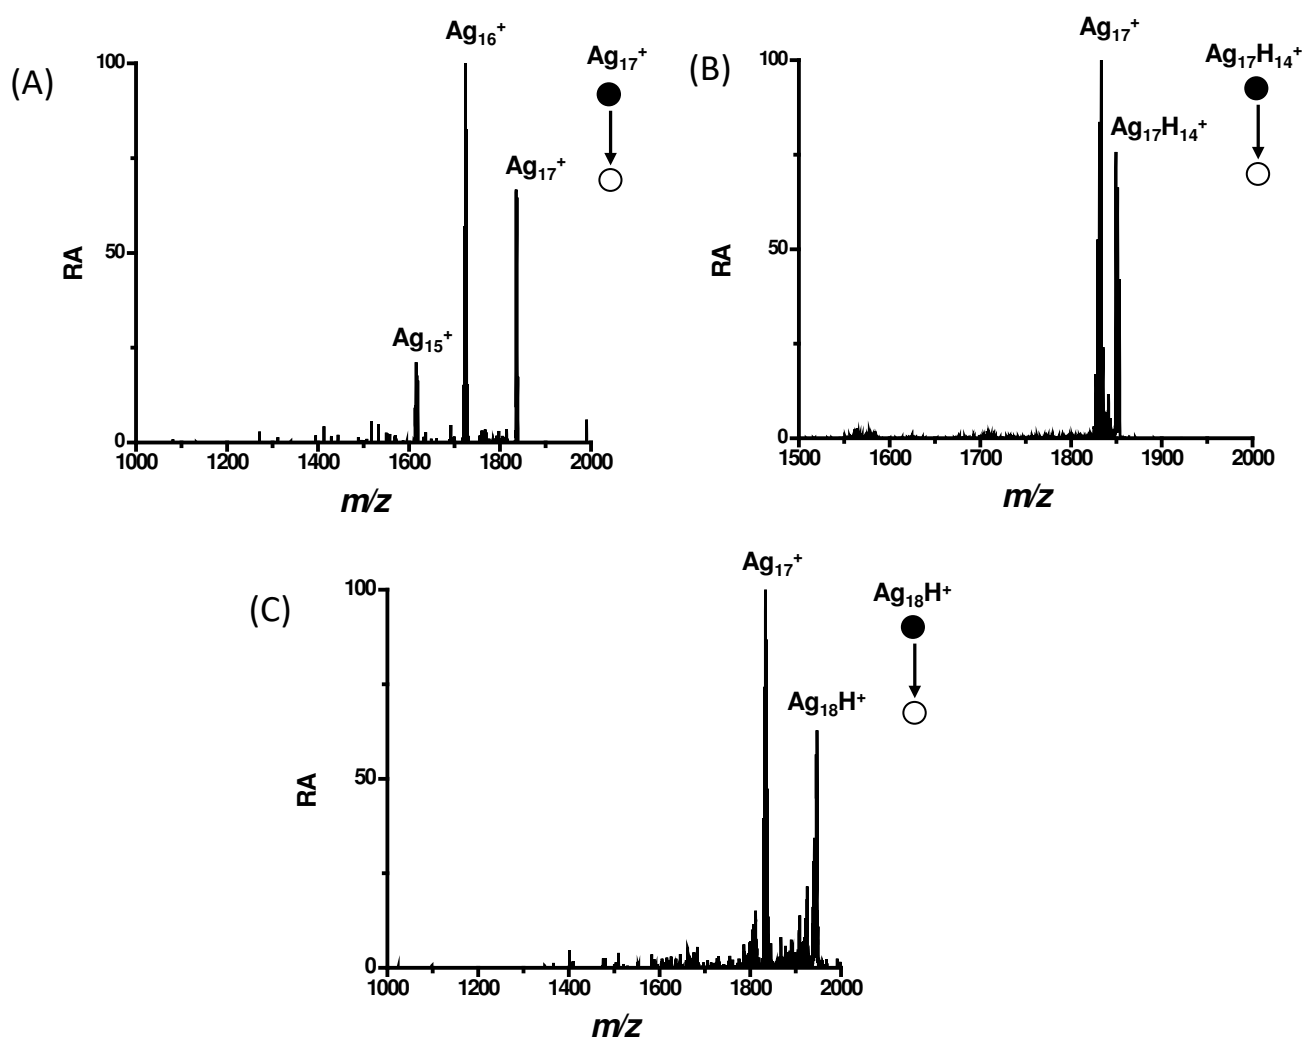 (A)
Ag₁₆⁺
Ag₁₇⁺
Ag₁₇⁺
Ag₁₅⁺
100
50
0
RA
1000 1200 1400 1600 1800 2000
m/z
(B)
Ag₁₇⁺
Ag₁₇H₁₄⁺
Ag₁₇H₁₄⁺
100
50
0
RA
1500 1600 1700 1800 1900 2000
m/z
(C)
Ag₁₇⁺
Ag₁₈H⁺
Ag₁₈H⁺
100
50
0
RA
1000 1200 1400 1600 1800 2000
m/z